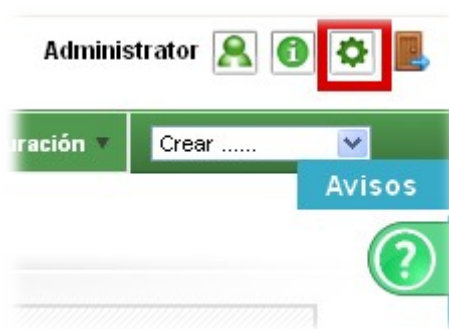 Administrator
uración
Crear ......
Avisos
?